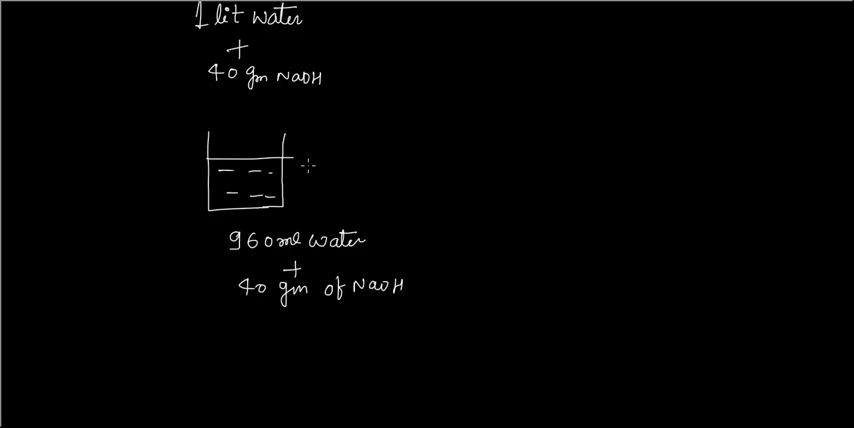 1 lit water
+
40 gm NaOH
960 ml water
+
40 gm of NaOH